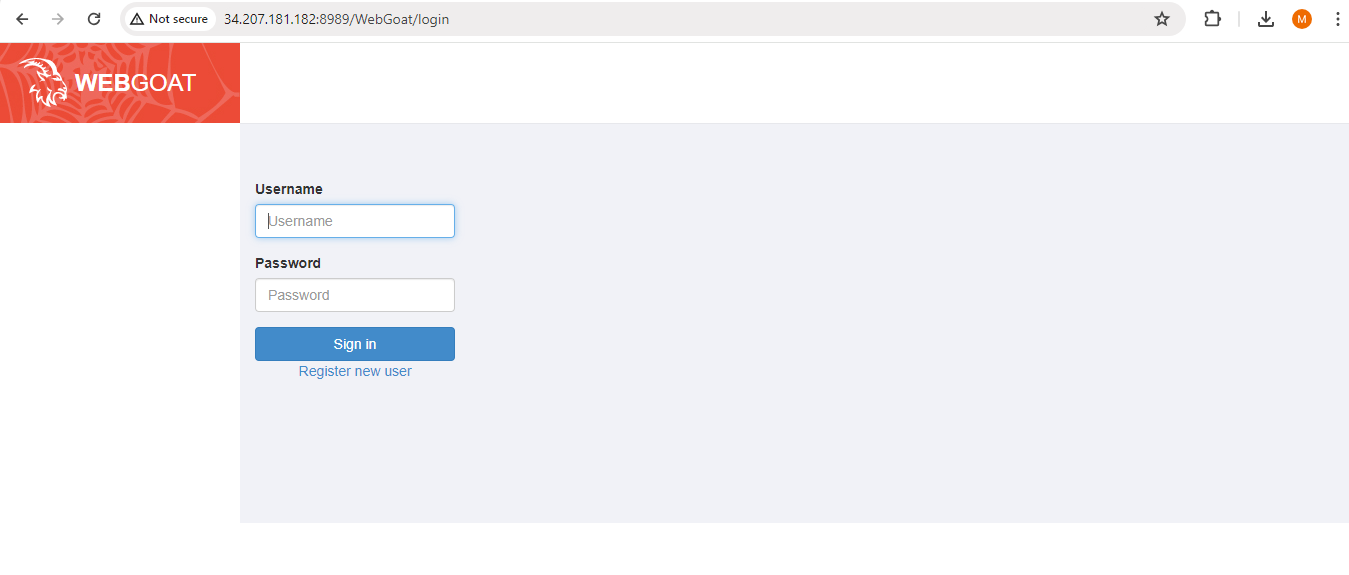 Not secure 34.207.181.182:8989/WebGoat/login
M
WEBGOAT
Username
Username
Password
Password
Sign in
Register new user